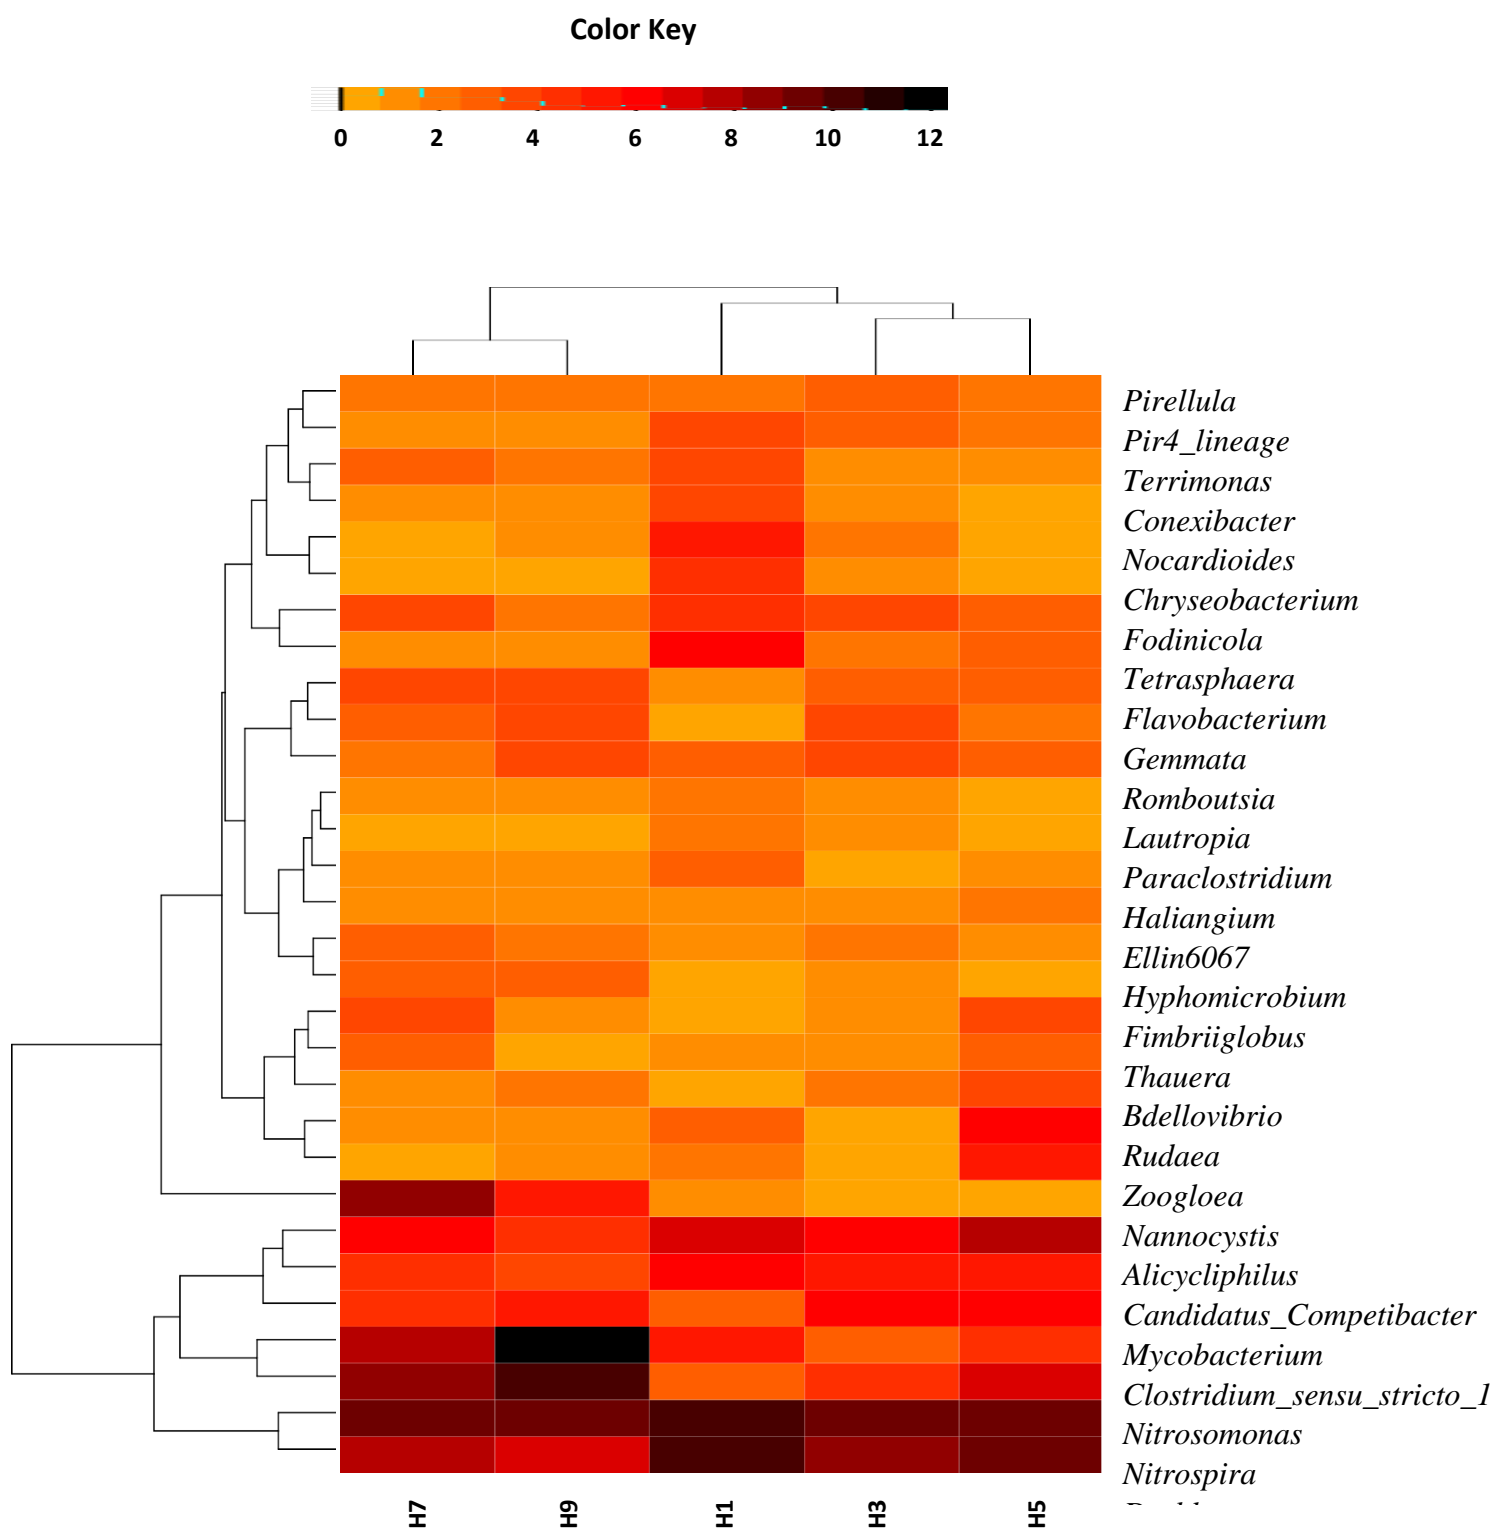 Color Key
0 2 4 6 8 10 12
Pirellula
Pir4_lineage
Terrimonas
Conexibacter
Nocardioides
Chryseobacterium
Fodinicola
Tetrasphaera
Flavobacterium
Gemmata
Romboutsia
Lautropia
Paraclostridium
Haliangium
Ellin6067
Hyphomicrobium
Fimbriiglobus
Thauera
Bdellovibrio
Rudaea
Zoogloea
Nannocystis
Alicycliphilus
Candidatus_Competibacter
Mycobacterium
Clostridium_sensu_stricto_1
Nitrosomonas
Nitrospira
H7 H9 H1 H3 H5